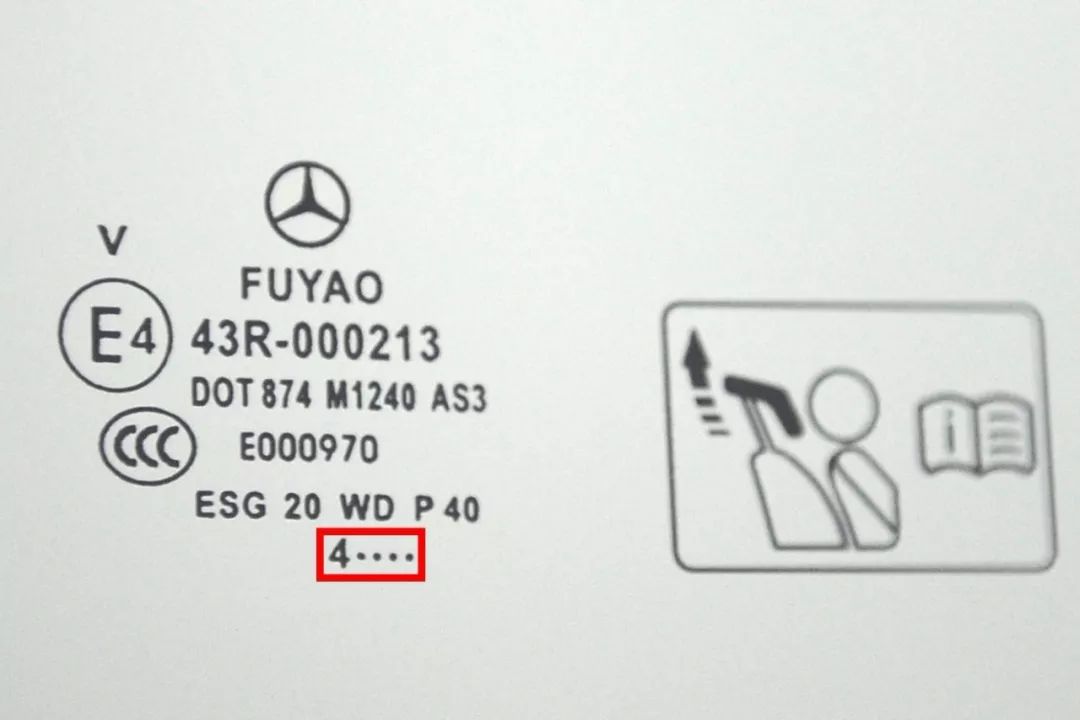 V
FUYAO
E4 43R-000213
DOT 874 M1240 AS3
CCC E000970
ESG 20 WD P 40
4····
i